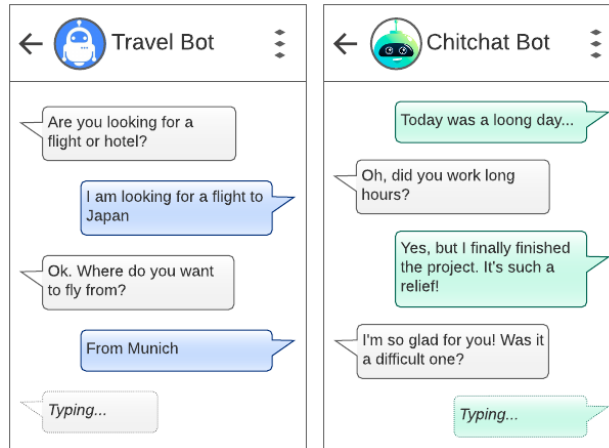 Travel Bot
Are you looking for a
flight or hotel?
I am looking for a flight to
Japan
Ok. Where do you want
to fly from?
From Munich
Typing...
Chitchat Bot
Today was a loong day...
Oh, did you work long
hours?
Yes, but I finally finished
the project. It's such a
relief!
I'm so glad for you! Was it
a difficult one?
Typing...